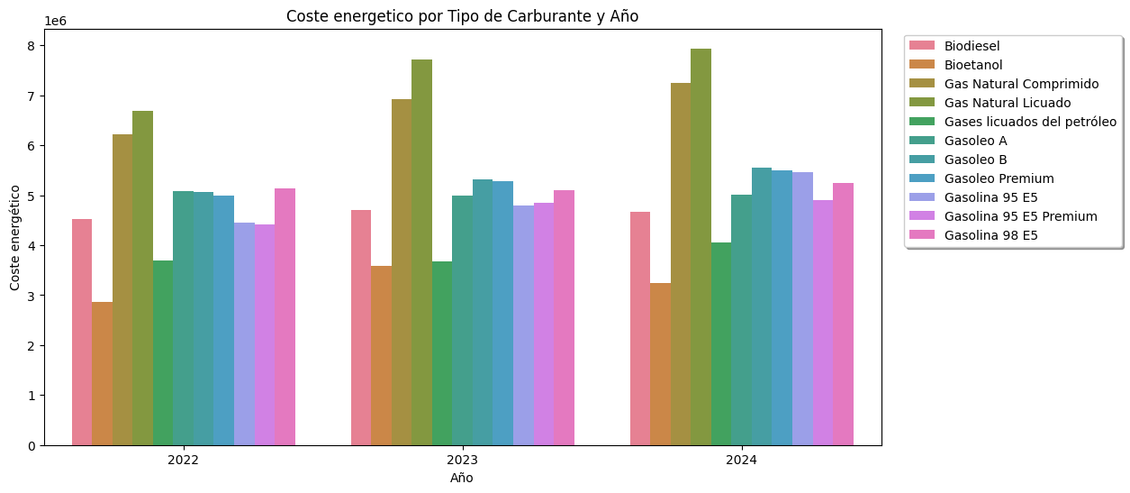 Coste energetico por Tipo de Carburante y Año
1e6
8
7
6
5
4
3
2
1
0
Coste energético
2022
2023
2024
Año
Biodiesel
Bioetanol
Gas Natural Comprimido
Gas Natural Licuado
Gases licuados del petróleo
Gasoleo A
Gasoleo B
Gasoleo Premium
Gasolina 95 E5
Gasolina 95 E5 Premium
Gasolina 98 E5